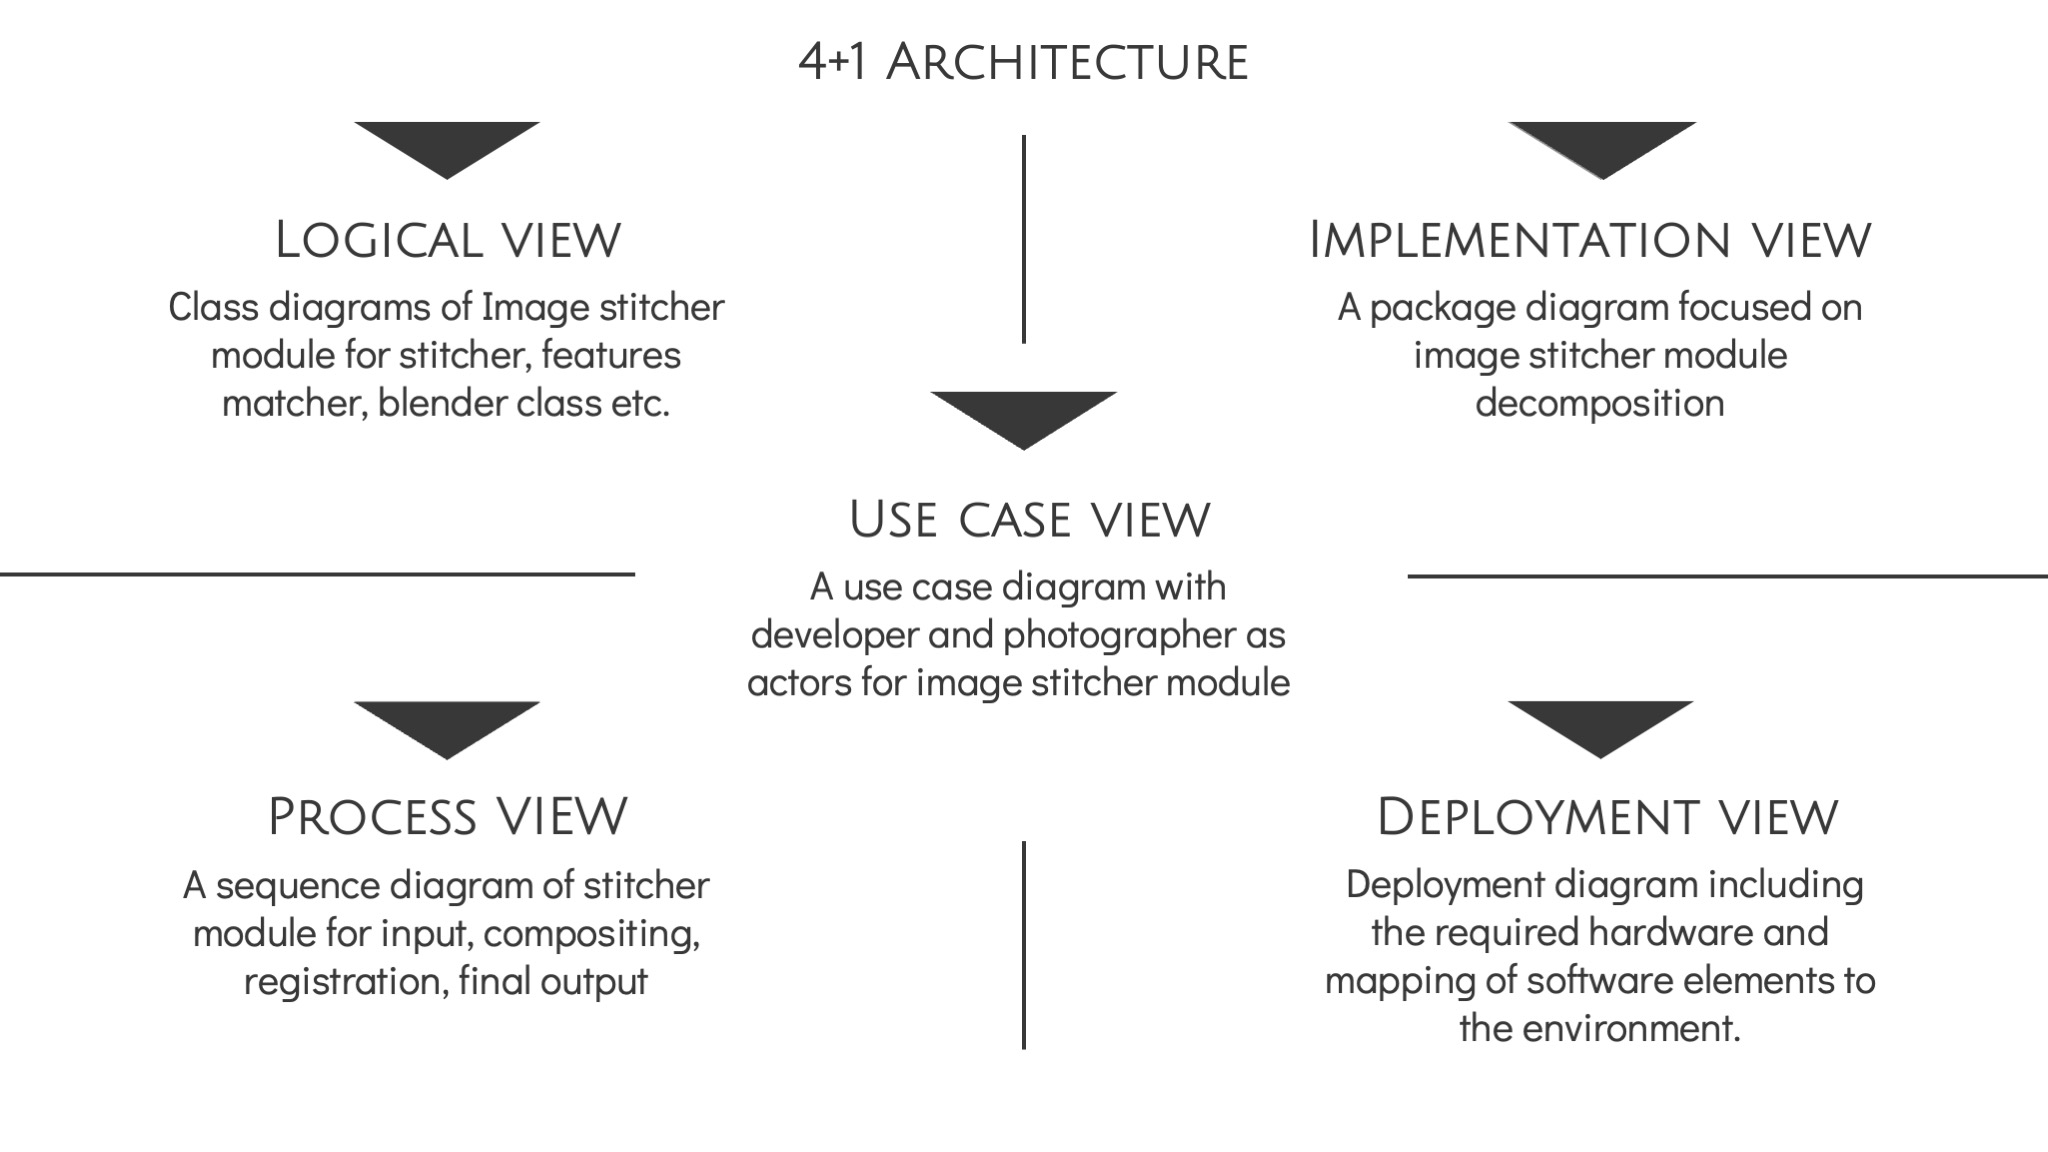 4+1 Architecture
Logical view
Class diagrams of Image stitcher
module for stitcher, features
matcher, blender class etc.
Implementation view
A package diagram focused on
image stitcher module
decomposition
Use case view
A use case diagram with
developer and photographer as
actors for image stitcher module
Process VIEW
A sequence diagram of stitcher
module for input, compositing,
registration, final output
Deployment view
Deployment diagram including
the required hardware and
mapping of software elements to
the environment.